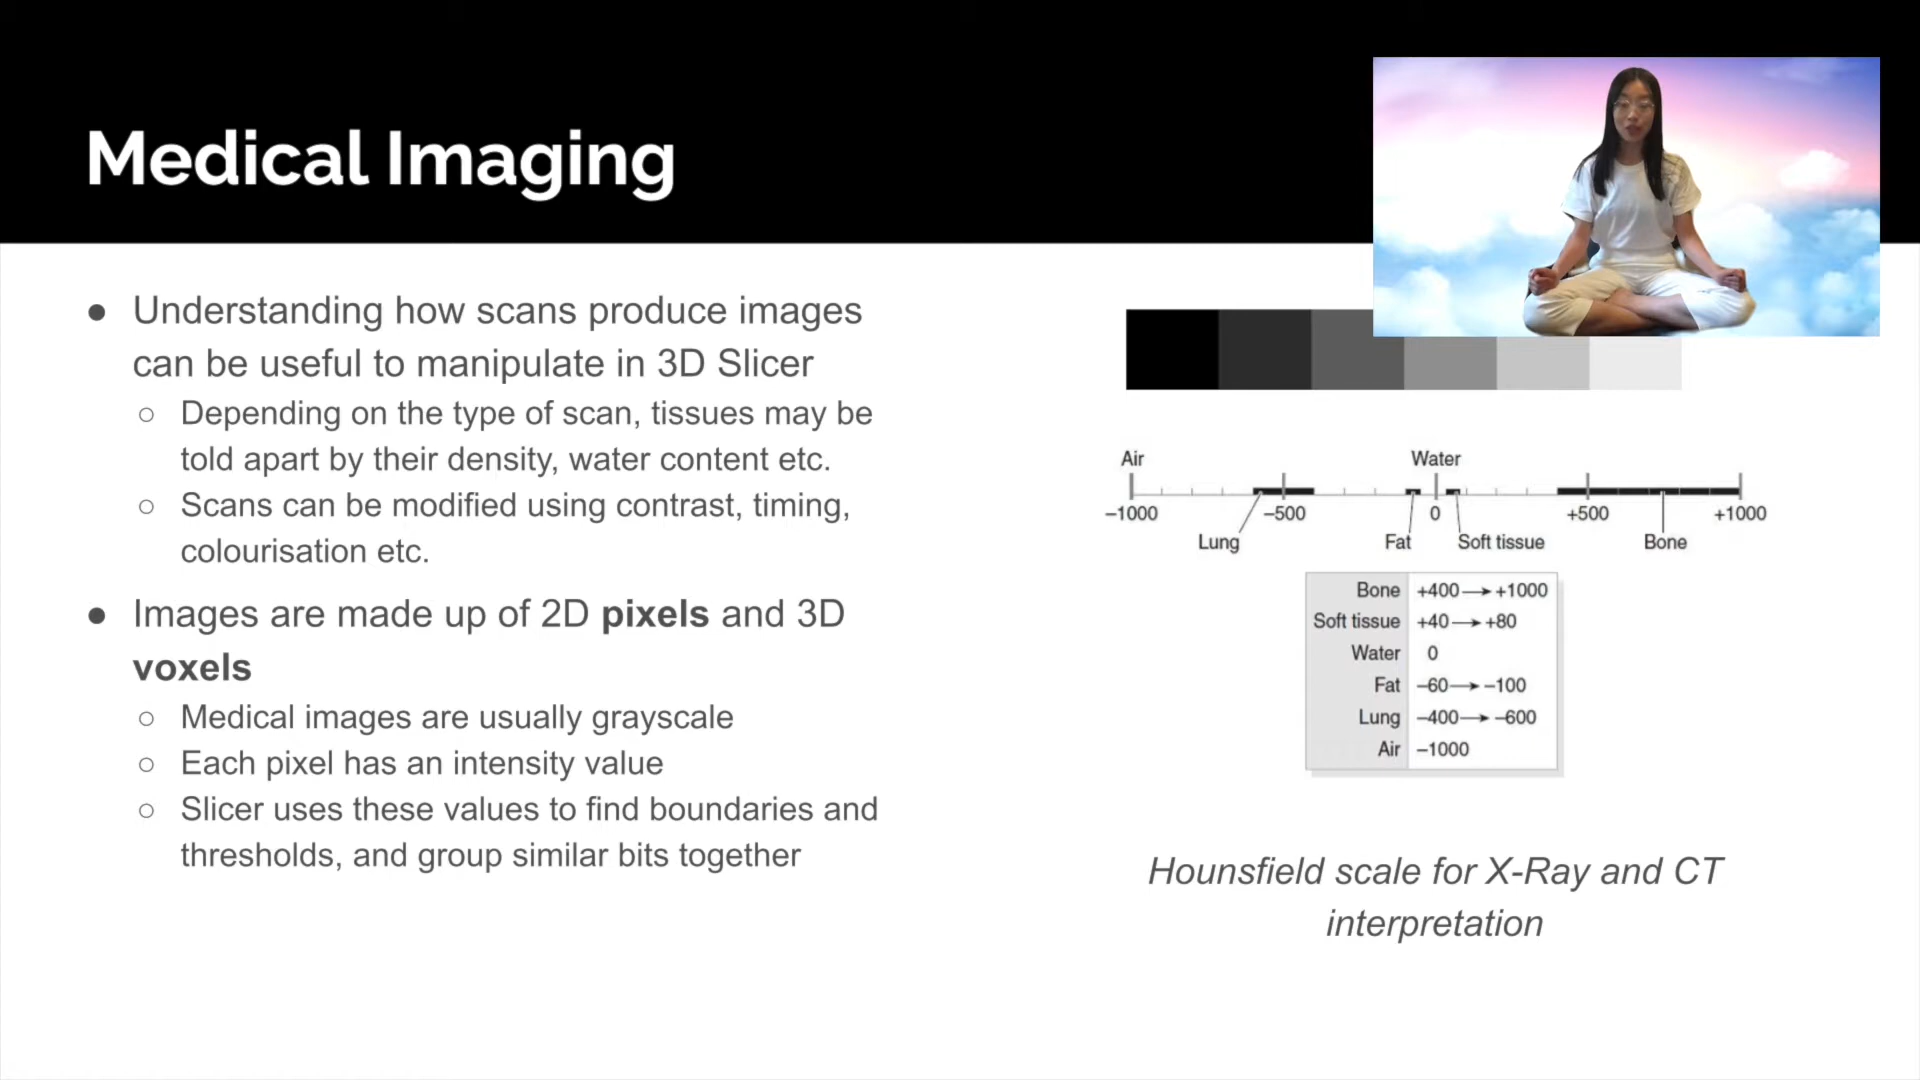 Medical Imaging
● Understanding how scans produce images
can be useful to manipulate in 3D Slicer
○ Depending on the type of scan, tissues may be
told apart by their density, water content etc.
○ Scans can be modified using contrast, timing,
colourisation etc.
● Images are made up of 2D pixels and 3D
voxels
○ Medical images are usually grayscale
○ Each pixel has an intensity value
○ Slicer uses these values to find boundaries and
thresholds, and group similar bits together
Air Water
–1000 –500 0 +500 +1000
Lung Fat Soft tissue Bone
Bone +400→+1000
Soft tissue +40→+80
Water 0
Fat –60→–100
Lung –400→–600
Air –1000
Hounsfield scale for X-Ray and CT
interpretation